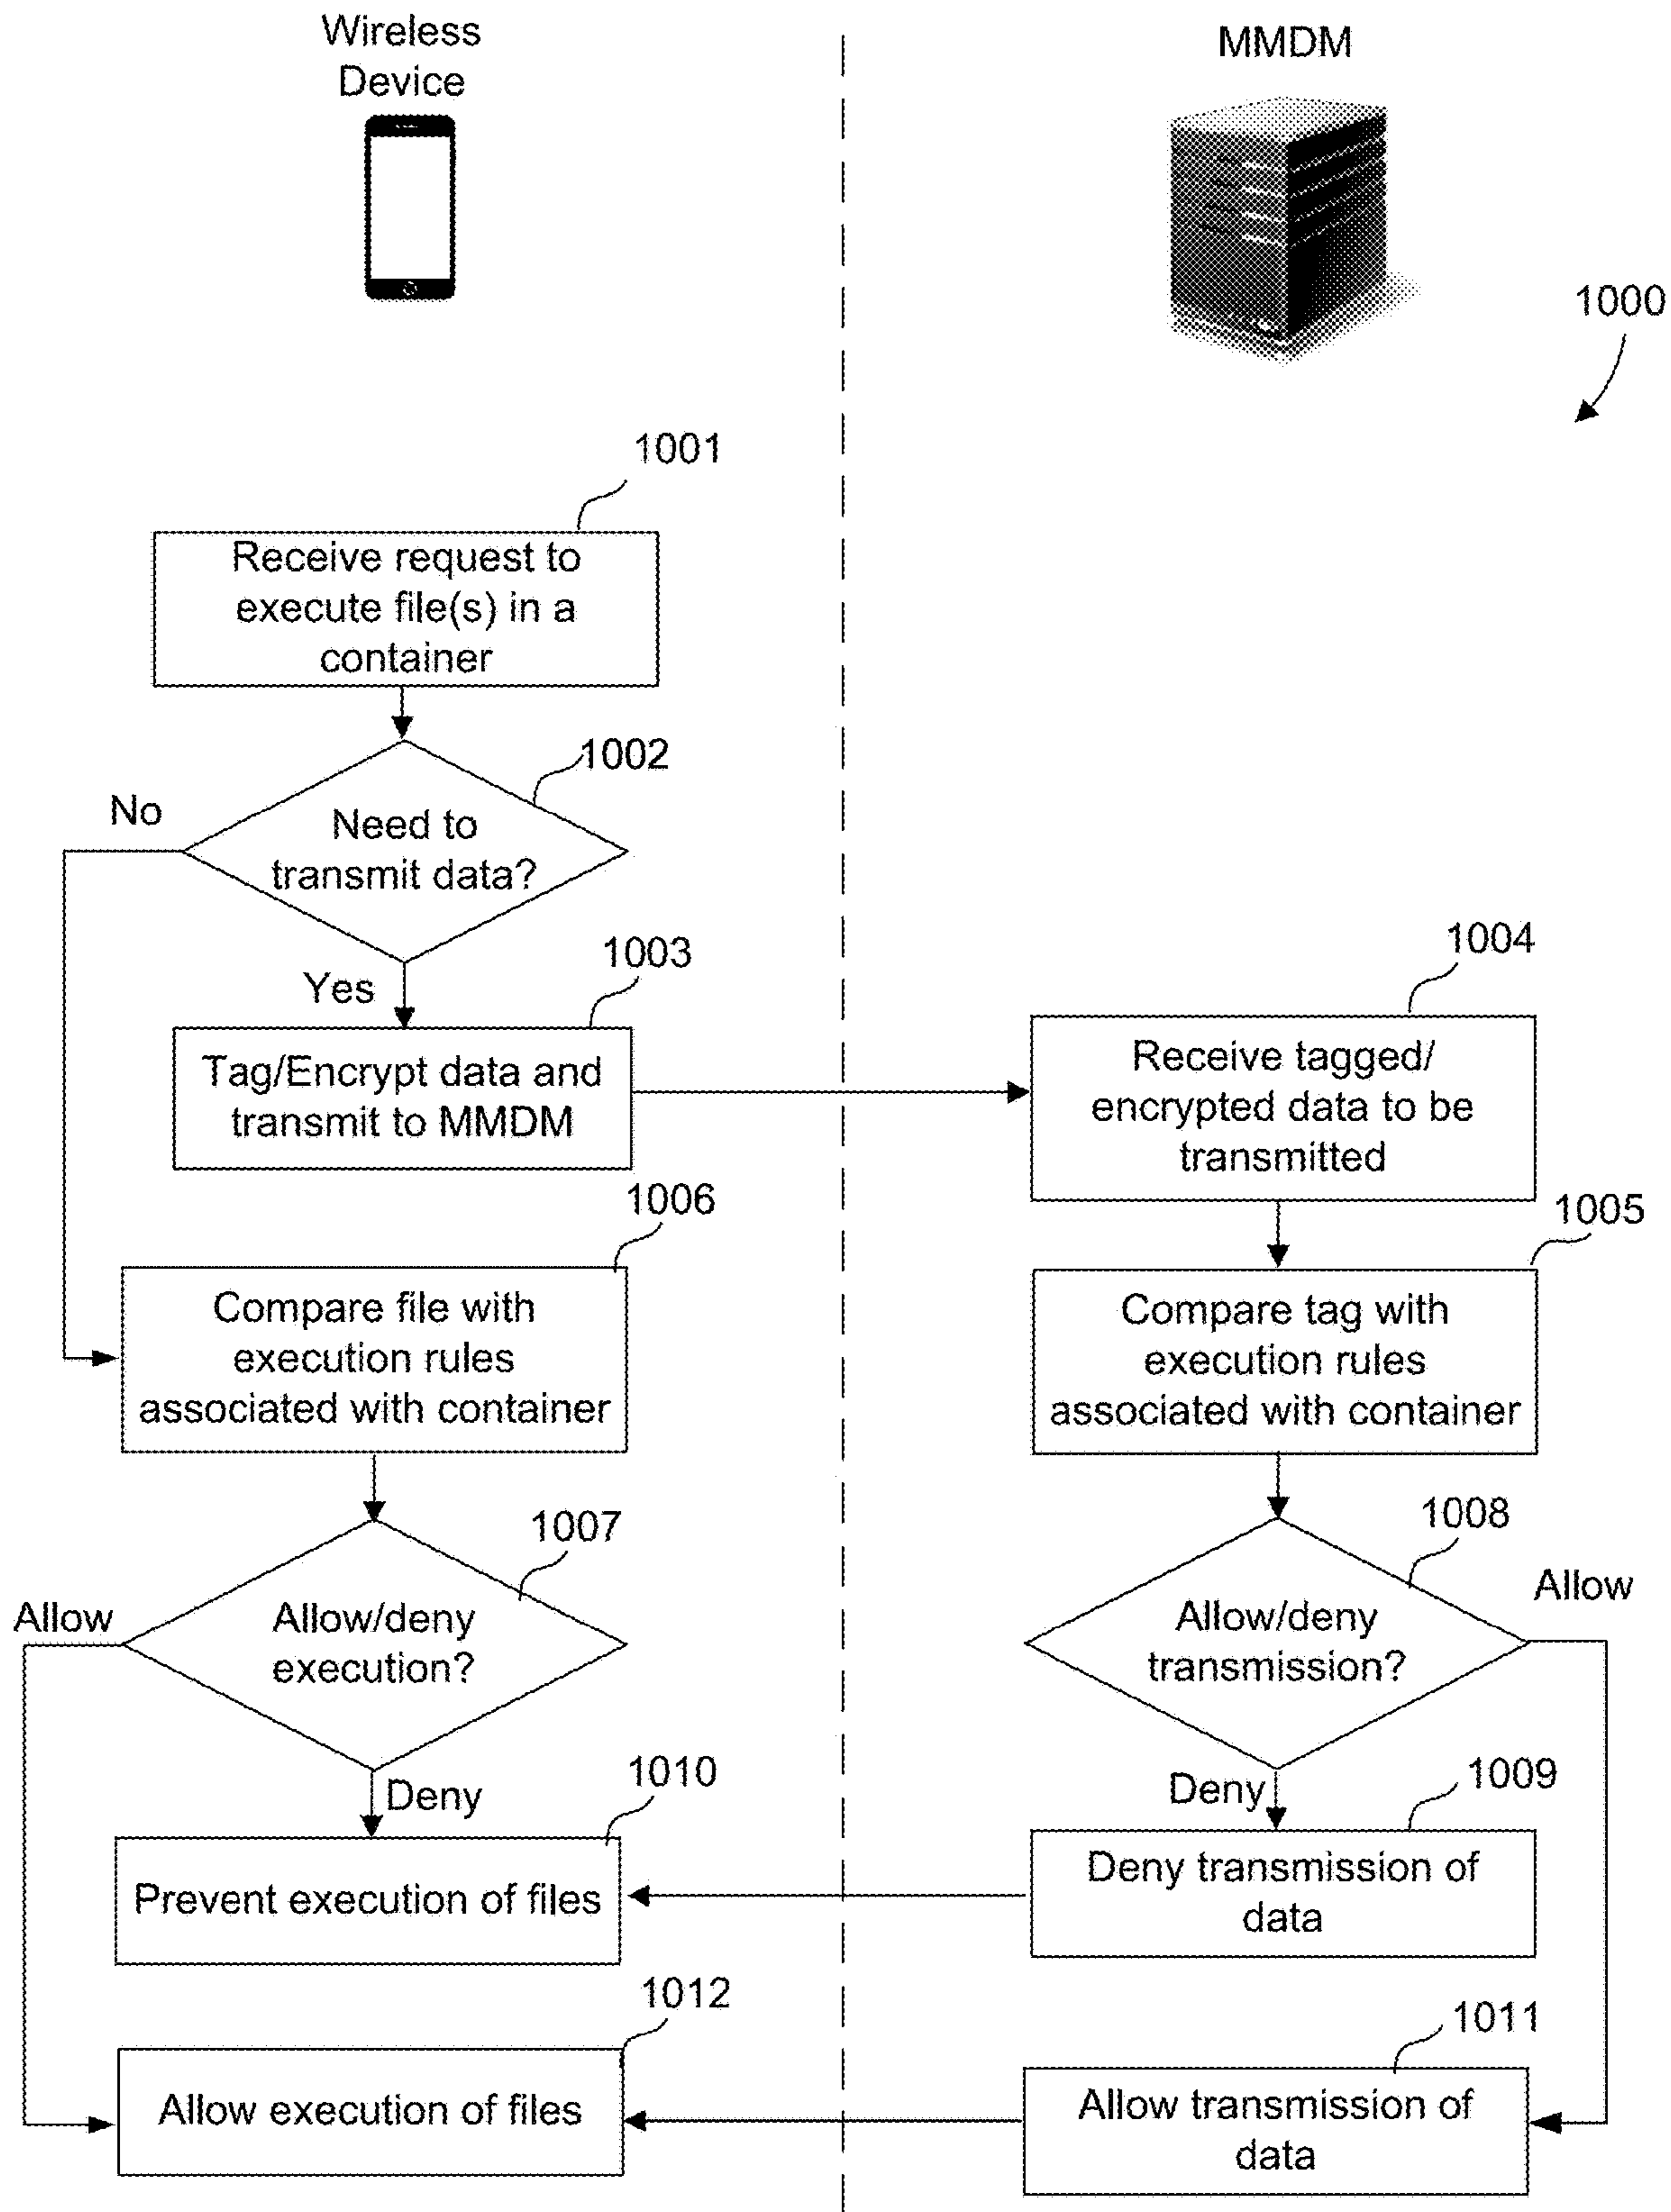 Wireless
Device
MMDM
1000
1001
Receive request to
execute file(s) in a
container
1002
No
Need to
transmit data?
Yes
1003
Tag/Encrypt data and
transmit to MMDM
1004
Receive tagged/
encrypted data to be
transmitted
1006
Compare file with
execution rules
associated with container
1005
Compare tag with
execution rules
associated with container
1007
Allow
Allow/deny
execution?
Deny
1008
Allow
Allow/deny
transmission?
Deny
1010
Prevent execution of files
1009
Deny transmission of
data
1012
Allow execution of files
1011
Allow transmission of
data